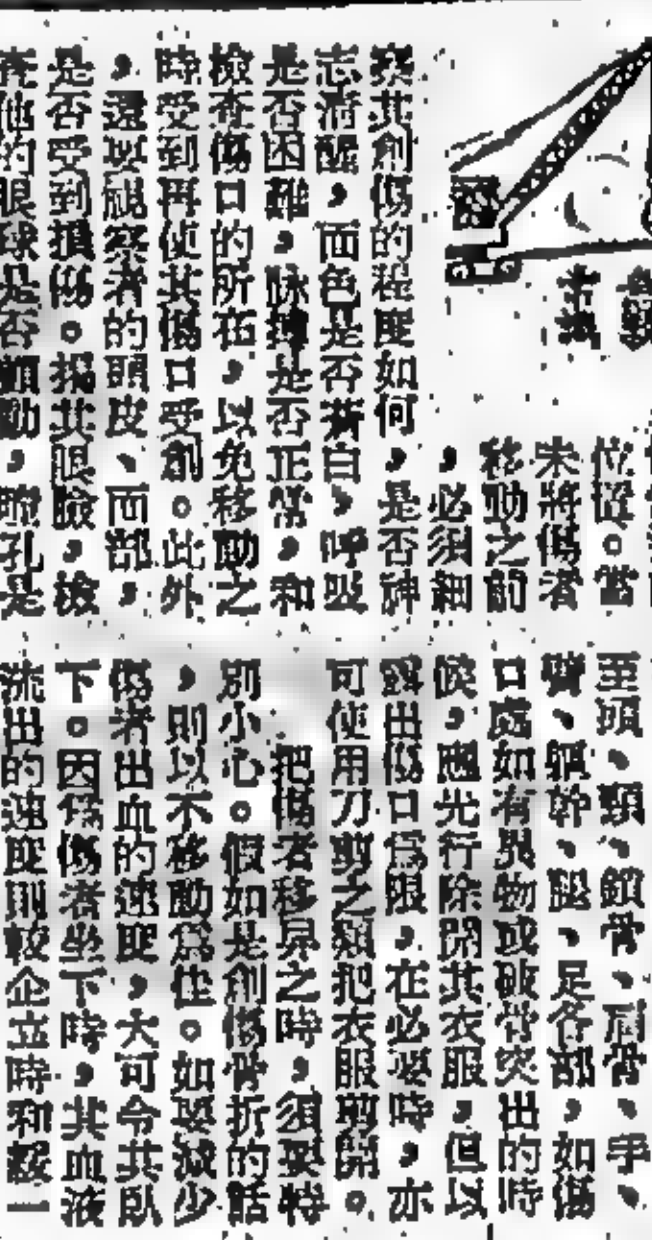 位置。當
未將傷者
移動之前
，必須細
察其創傷的程度如何，是否神
志清醒，面色是否蒼白，呼吸
是否困難，脉搏是否正常，和
檢查傷口的所在，以免移動之
時受到再使其傷口受創。此外
，還要視察者的頭皮、面部，
是否受到損傷。揭其眼瞼，檢
查他的眼球是否顫動，瞳孔是
至頭、頸、鎖骨、肩骨、手、
臂、軀幹、腿、足各部，如傷
口處如有異物或破骨突出的時
候，應先行除開其衣服，但以
露出傷口爲限，在必要時，亦
可使用刀剪之類把衣服剪開。
把傷者移舁之時，須要特
別小心。假如是創傷骨折的話
，則以不移動爲佳。如要減少
傷者出血的速度，大可令其臥
下。因爲傷者坐下時，其血液
流出的速度則較企立時和緩一